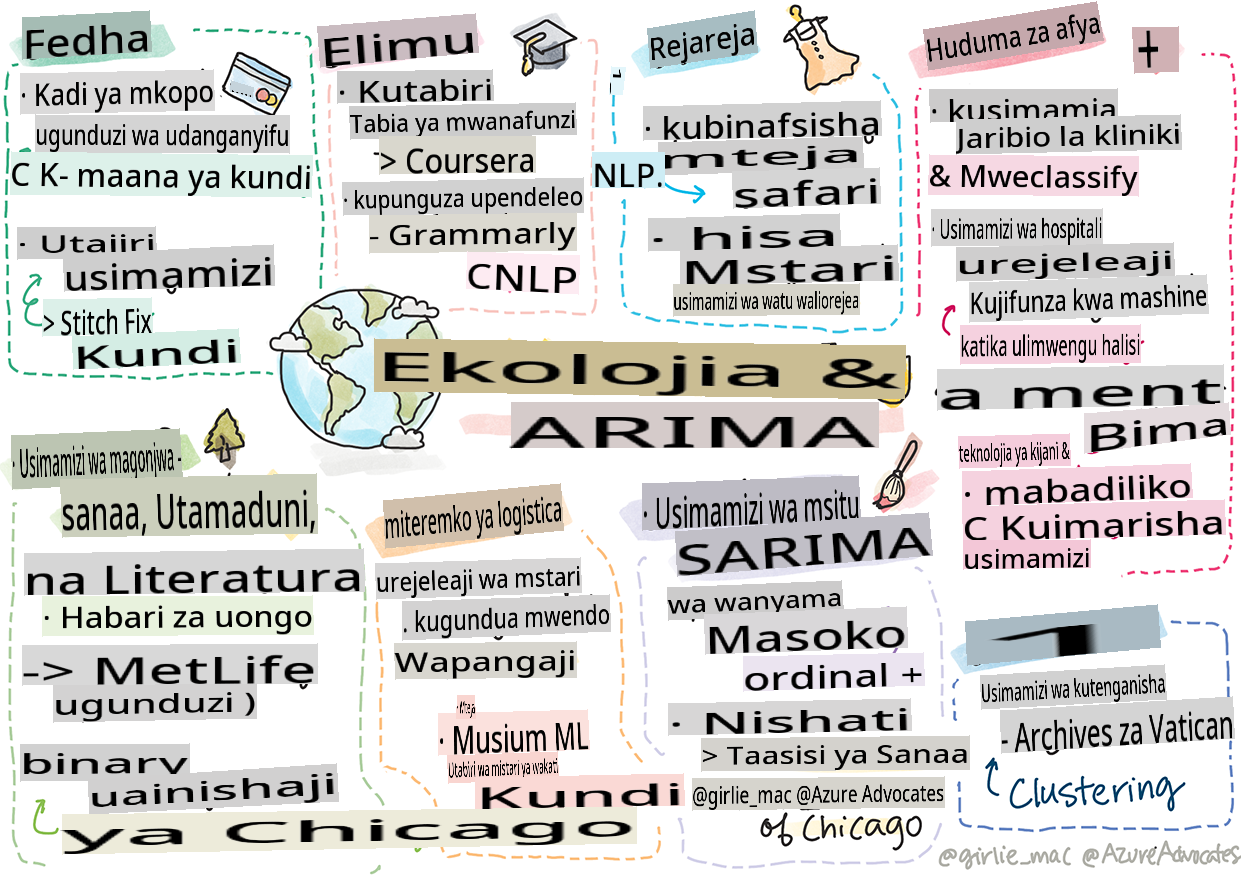 Fedha
· Kadi ya mkopo
ugunduzi wa udanganyifu
C K- maana ya kundi
· Utajiri
usimamizi
> Stitch Fix
Kundi
Elimu
· Kutabiri
Tabia ya mwanafunzi
> Coursera
· kupunguza upendeleo
- Grammarly
CNLP
Rejareja
· kubinafsisha
mteja
NLP.
safari
· hisa
Mstari
usimamizi wa watu waliorejea
Huduma za afya
+
· kusimamia
Jaribio la kliniki
& Mweclassify
· Usimamizi wa hospitali
urejeleaji
Kujifunza kwa mashine
katika ulimwengu halisi
a ment
Bima
teknolojia ya kijani &
· mabadiliko
C Kuimarisha
usimamizi
Ekolojia &
ARIMA
· Usimamizi wa magonjwa -
sanaa, Utamaduni,
na Literatura
· Habari za uongo
-> MetLife
ugunduzi )
binary
uainishaji
ya Chicago
miteremko ya logistica
urejeleaji wa mstari
. kugundua mwendo
Wapangaji
· Mteja
· Musium ML
Utabiri wa mistari ya wakati
Kundi
· Usimamizi wa msitu
SARIMA
wa wanyama
Masoko
ordinal +
· Nishati
> Taasisi ya Sanaa
@girlie_mac @Azure Advocates
of Chicago
1
Usimamizi wa kutenganisha
- Archives za Vatican
Clustering
@girlie_mac @AzureAdvocates